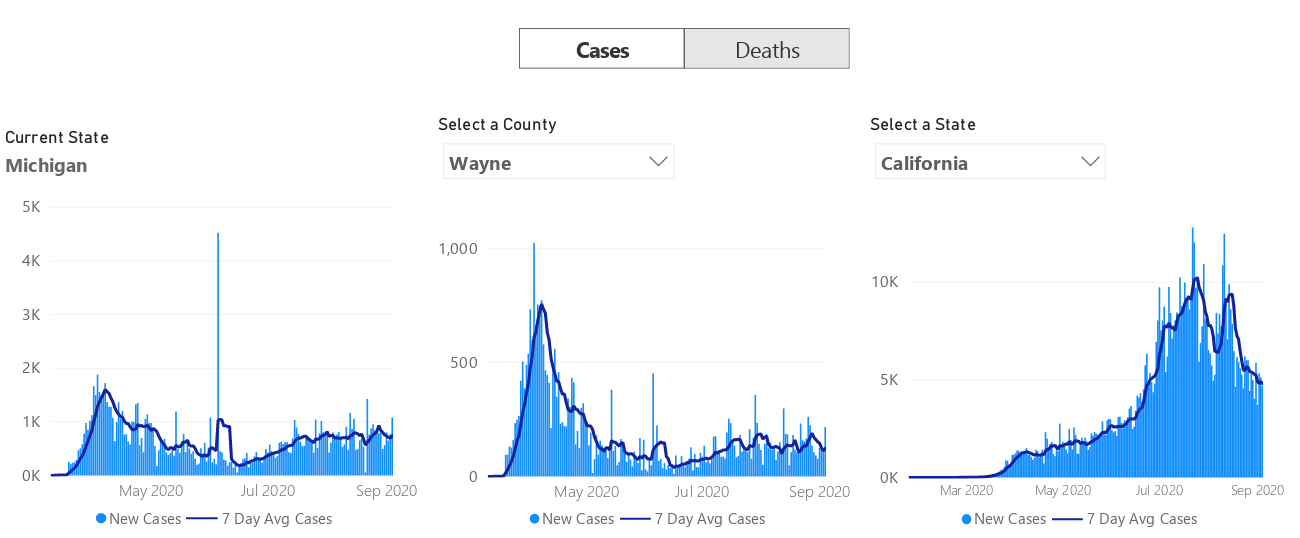 Cases Deaths
Current State
Michigan
5K
4K
3K
2K
1K
0K
May 2020 Jul 2020 Sep 2020
New Cases 7 Day Avg Cases
Select a County
Wayne
1,000
500
0
May 2020 Jul 2020 Sep 2020
New Cases 7 Day Avg Cases
Select a State
California
10K
5K
0K
Mar 2020 May 2020 Jul 2020 Sep 2020
New Cases 7 Day Avg Cases